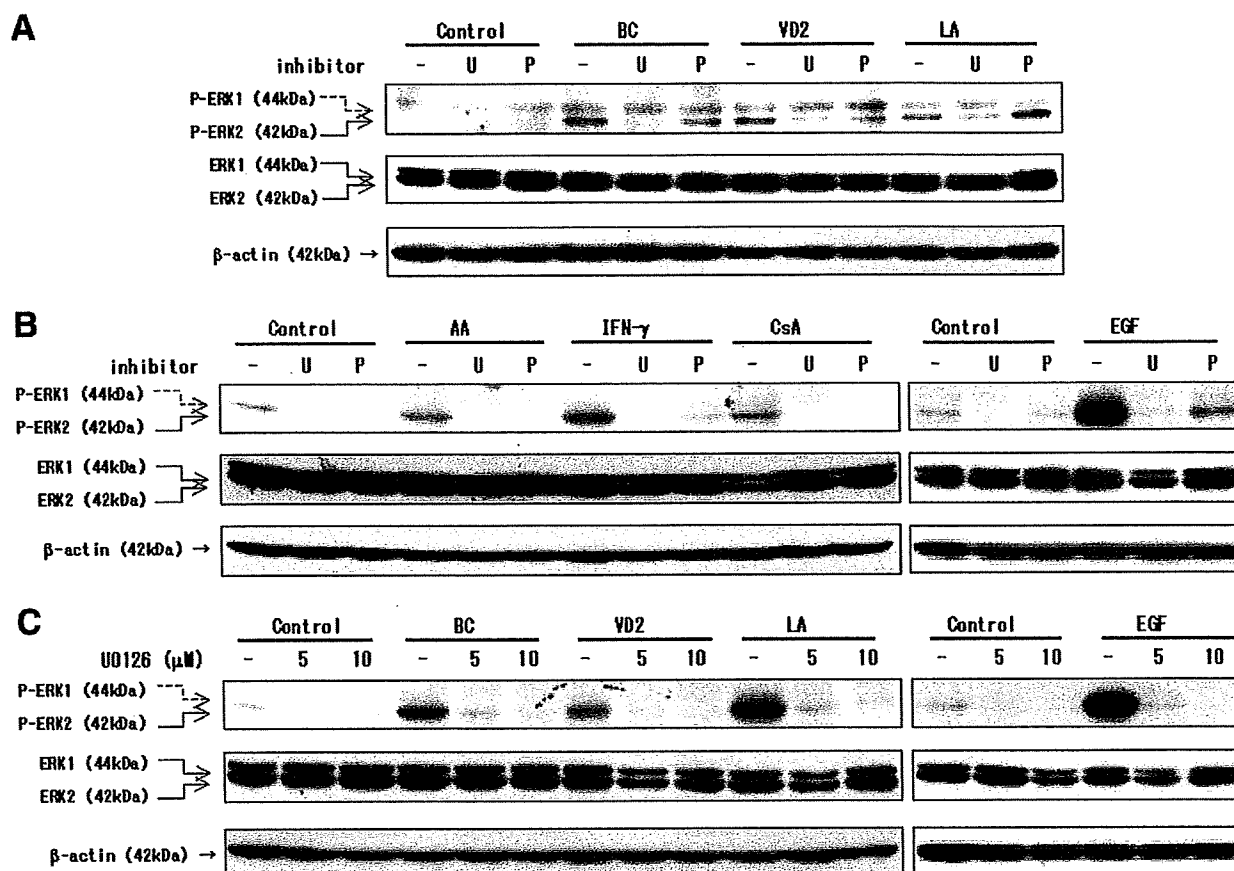 A
Control BC VD2 LA
inhibitor - U P - U P - U P - U P
P-ERK1 (44kDa)
P-ERK2 (42kDa)
ERK1 (44kDa)
ERK2 (42kDa)
β-actin (42kDa) →
B
Control AA IFN-γ CsA Control EGF
inhibitor - U P - U P - U P - U P - U P - U P
P-ERK1 (44kDa)
P-ERK2 (42kDa)
ERK1 (44kDa)
ERK2 (42kDa)
β-actin (42kDa) →
C
Control BC VD2 LA Control EGF
U0126 (μM) - 5 10 - 5 10 - 5 10 - 5 10 - 5 10 - 5 10
P-ERK1 (44kDa)
P-ERK2 (42kDa)
ERK1 (44kDa)
ERK2 (42kDa)
β-actin (42kDa) →